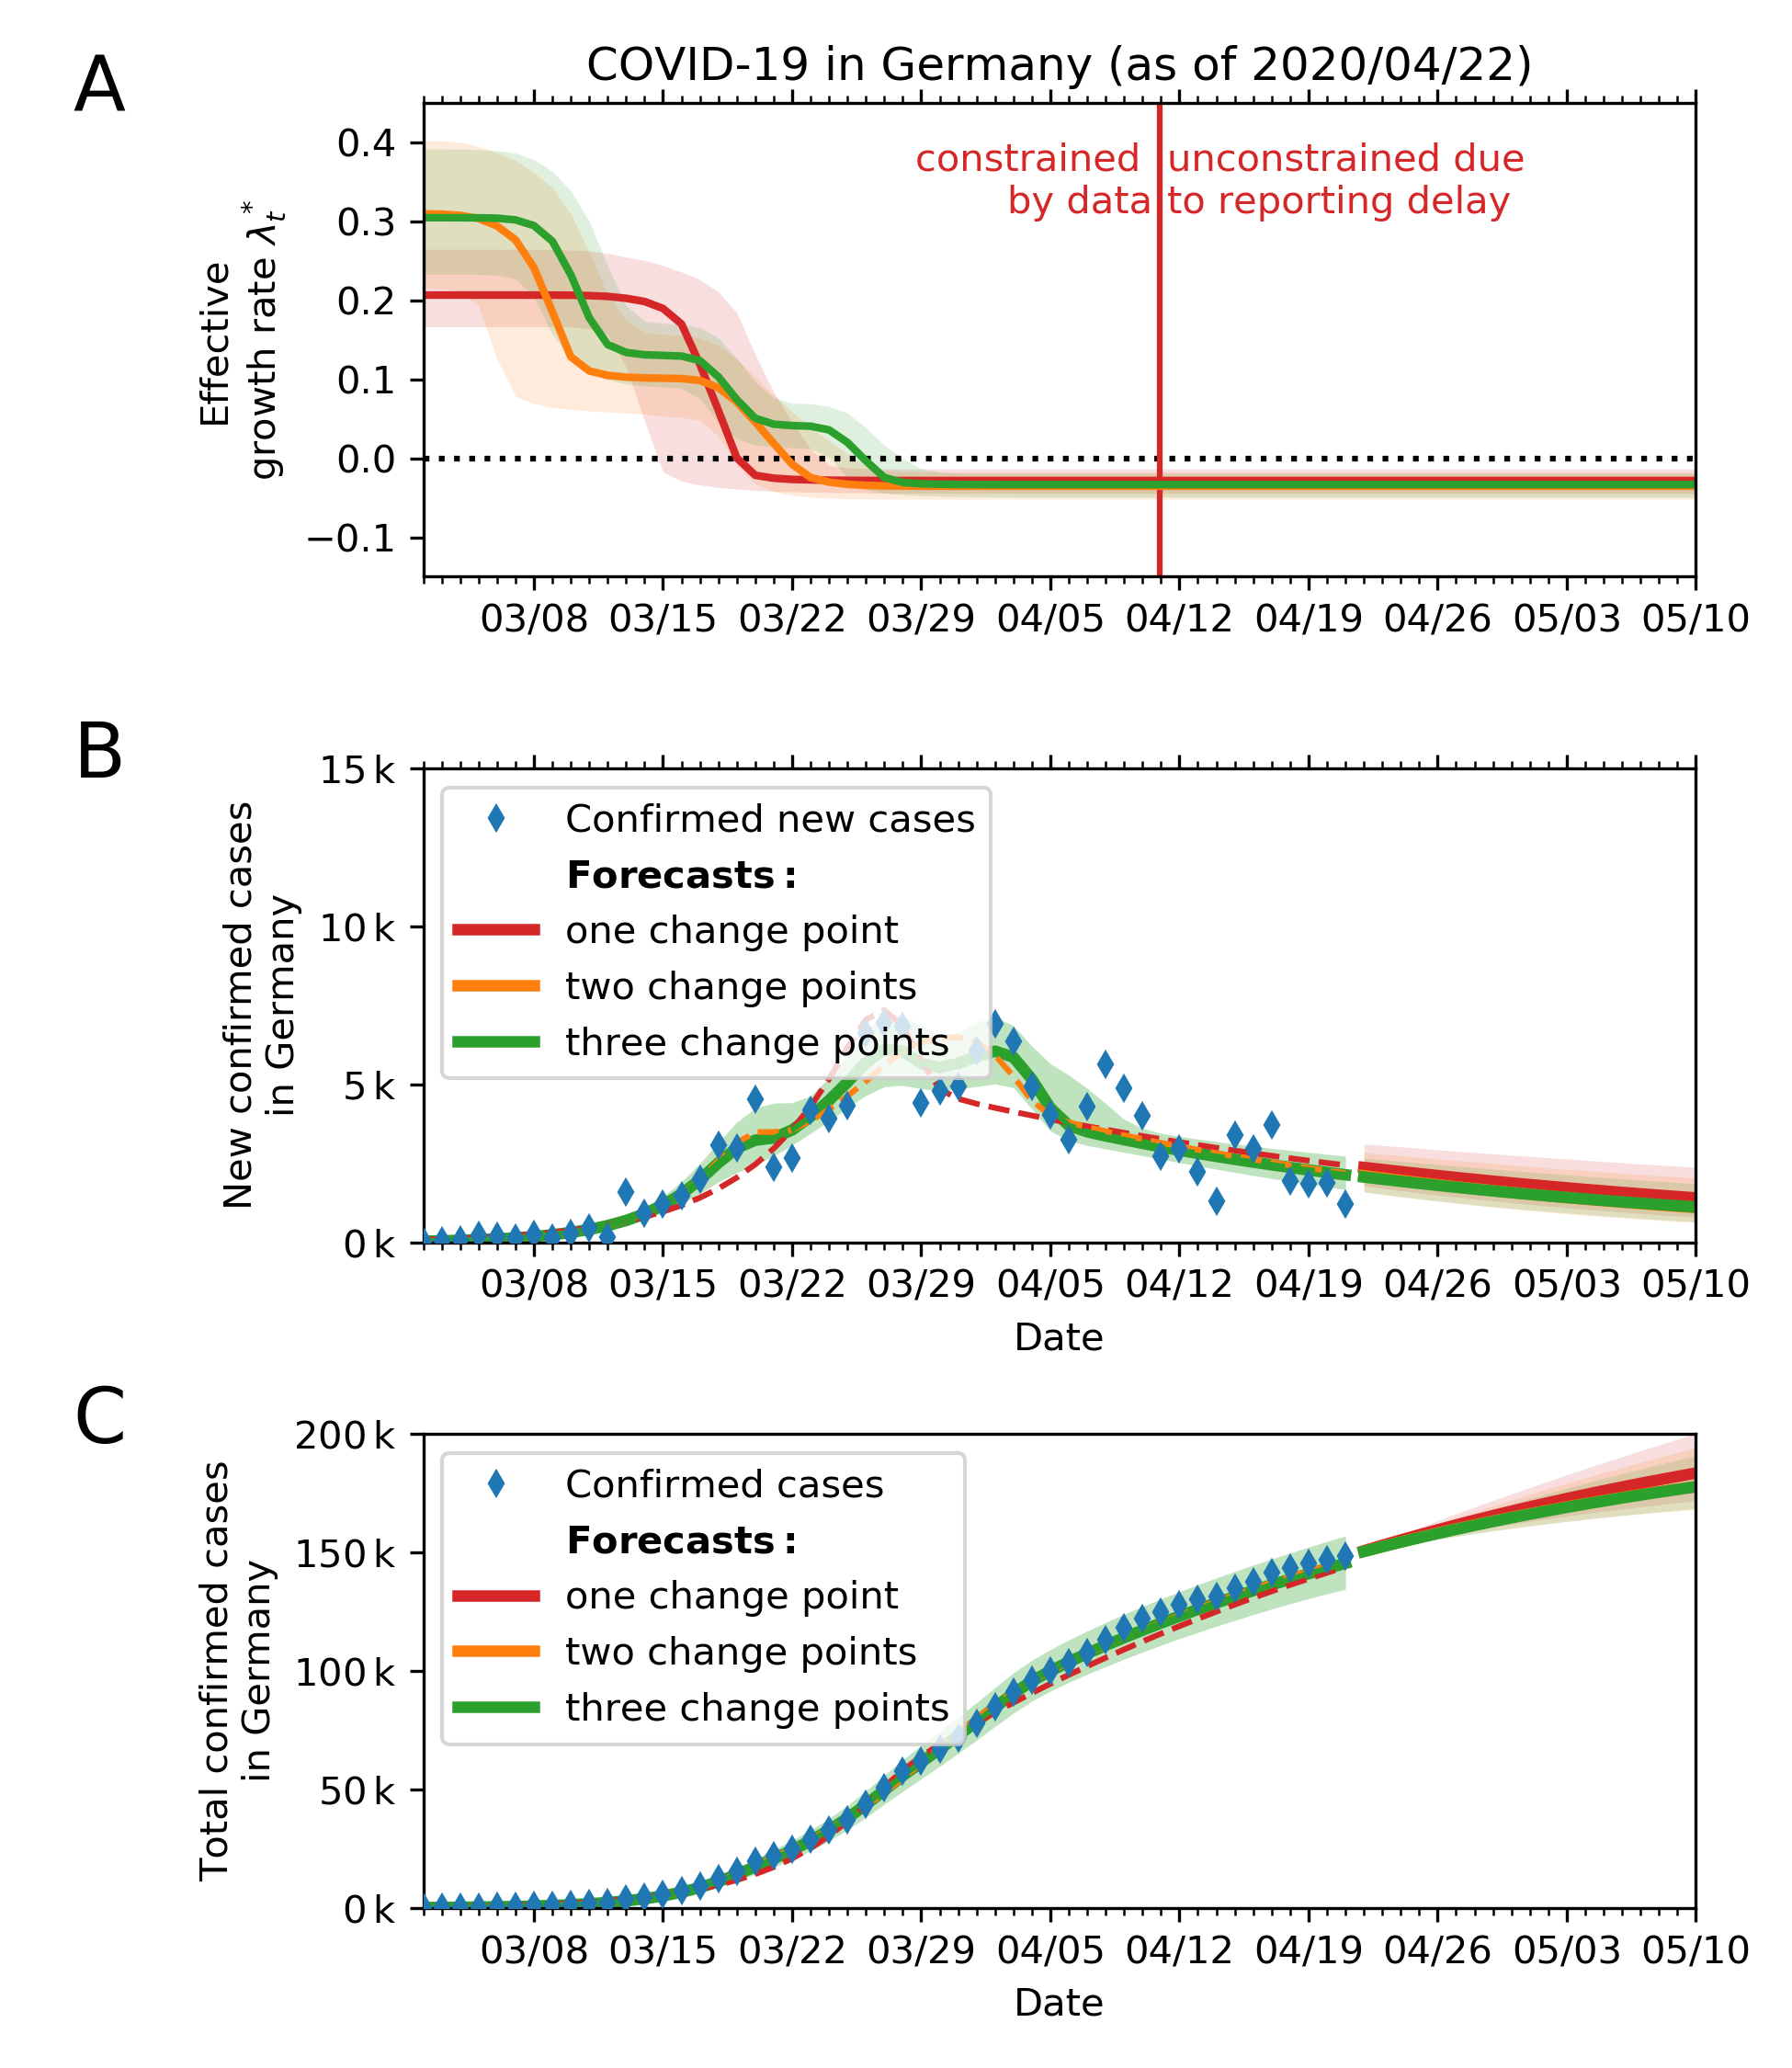 A
COVID-19 in Germany (as of 2020/04/22)
Effective
growth rate λ*t
0.4
0.3
0.2
0.1
0.0
−0.1
constrained
by data
unconstrained due
to reporting delay
03/08 03/15 03/22 03/29 04/05 04/12 04/19 04/26 05/03 05/10
B
New confirmed cases
in Germany
15 k
10 k
5 k
0 k
Confirmed new cases
Forecasts:
one change point
two change points
three change points
03/08 03/15 03/22 03/29 04/05 04/12 04/19 04/26 05/03 05/10
Date
C
Total confirmed cases
in Germany
200 k
150 k
100 k
50 k
0 k
Confirmed cases
Forecasts:
one change point
two change points
three change points
03/08 03/15 03/22 03/29 04/05 04/12 04/19 04/26 05/03 05/10
Date